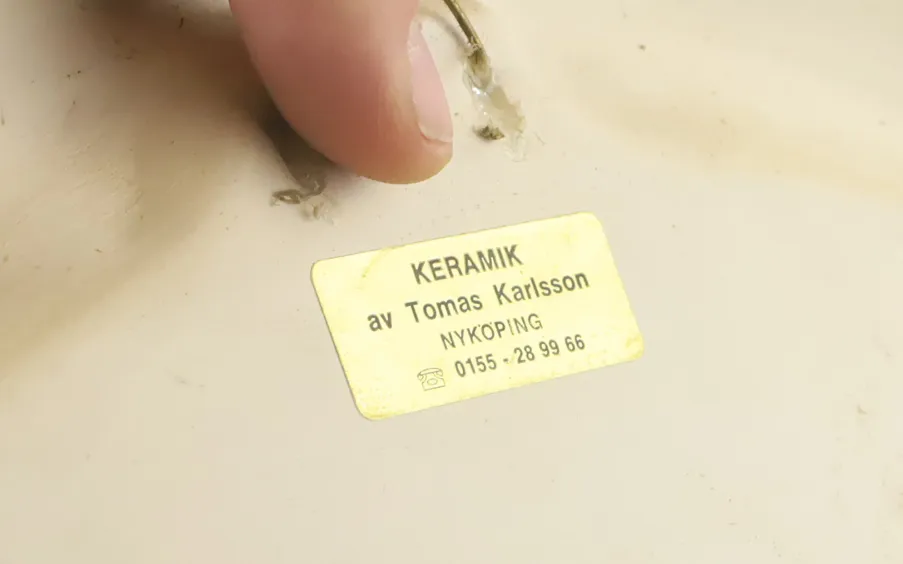 KERAMIK
av Tomas Karlsson
NYKÖPING
0155 - 28 99 66